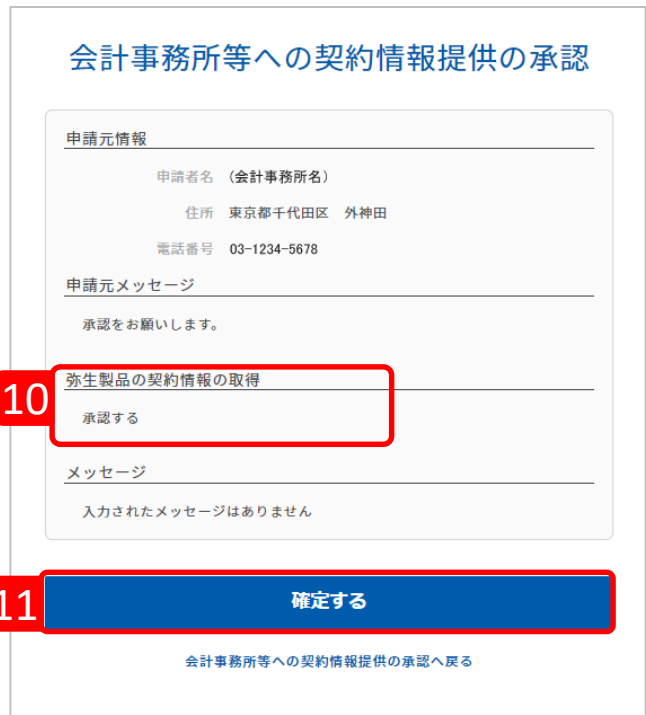 会計事務所等への契約情報提供の承認
申請元情報
申請者名 （会計事務所名）
住所 東京都千代田区 外神田
電話番号 03-1234-5678
申請元メッセージ
承認をお願いします。
10
弥生製品の契約情報の取得
承認する
メッセージ
入力されたメッセージはありません
11
確定する
会計事務所等への契約情報提供の承認へ戻る